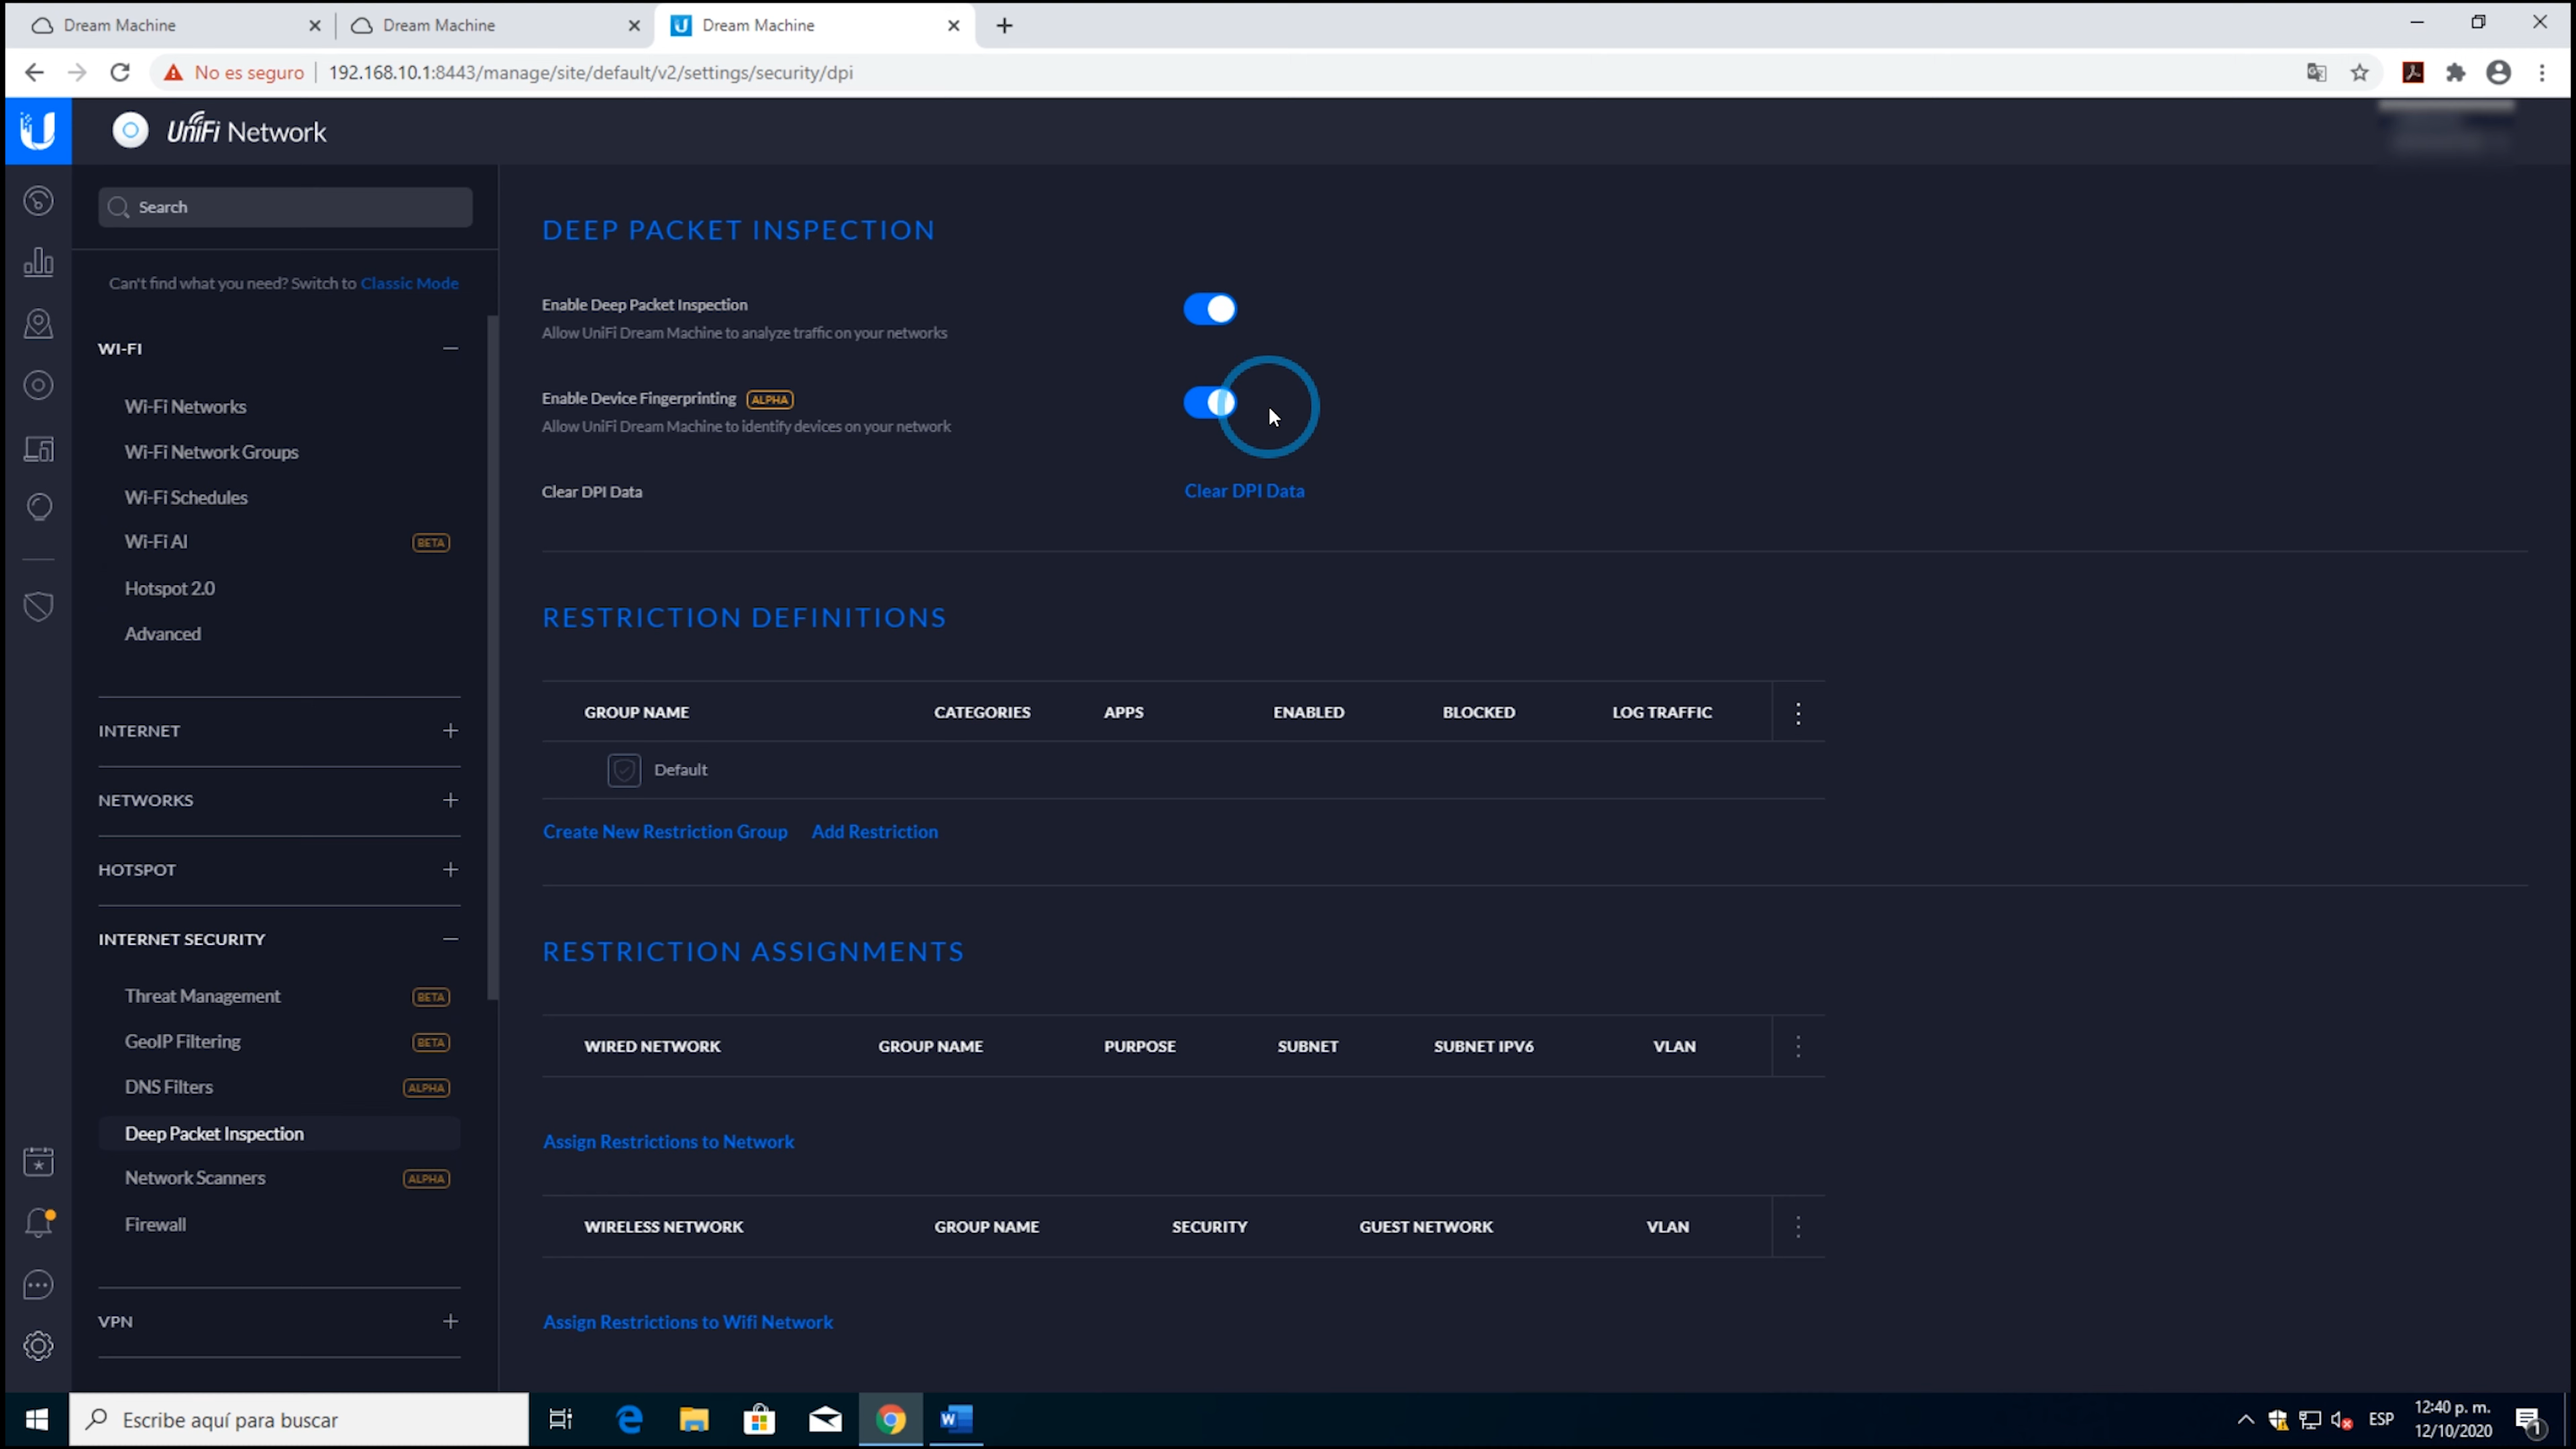 Dream Machine
Dream Machine
Dream Machine
No es seguro
192.168.10.1:8443/manage/site/default/v2/settings/security/dpi
UniFi Network
Search
Can't find what you need? Switch to Classic Mode
WI-FI
Wi-Fi Networks
Wi-Fi Network Groups
Wi-Fi Schedules
Wi-Fi AI BETA
Hotspot 2.0
Advanced
INTERNET
NETWORKS
HOTSPOT
INTERNET SECURITY
Threat Management BETA
GeoIP Filtering BETA
DNS Filters ALPHA
Deep Packet Inspection
Network Scanners ALPHA
Firewall
VPN
DEEP PACKET INSPECTION
Enable Deep Packet Inspection
Allow UniFi Dream Machine to analyze traffic on your networks
Enable Device Fingerprinting ALPHA
Allow UniFi Dream Machine to identify devices on your network
Clear DPI Data Clear DPI Data
RESTRICTION DEFINITIONS
GROUP NAME CATEGORIES APPS ENABLED BLOCKED LOG TRAFFIC
Default
Create New Restriction Group Add Restriction
RESTRICTION ASSIGNMENTS
WIRED NETWORK GROUP NAME PURPOSE SUBNET SUBNET IPV6 VLAN
Assign Restrictions to Network
WIRELESS NETWORK GROUP NAME SECURITY GUEST NETWORK VLAN
Assign Restrictions to Wifi Network
Escribe aquí para buscar
ESP
12:40 p. m.
12/10/2020
1